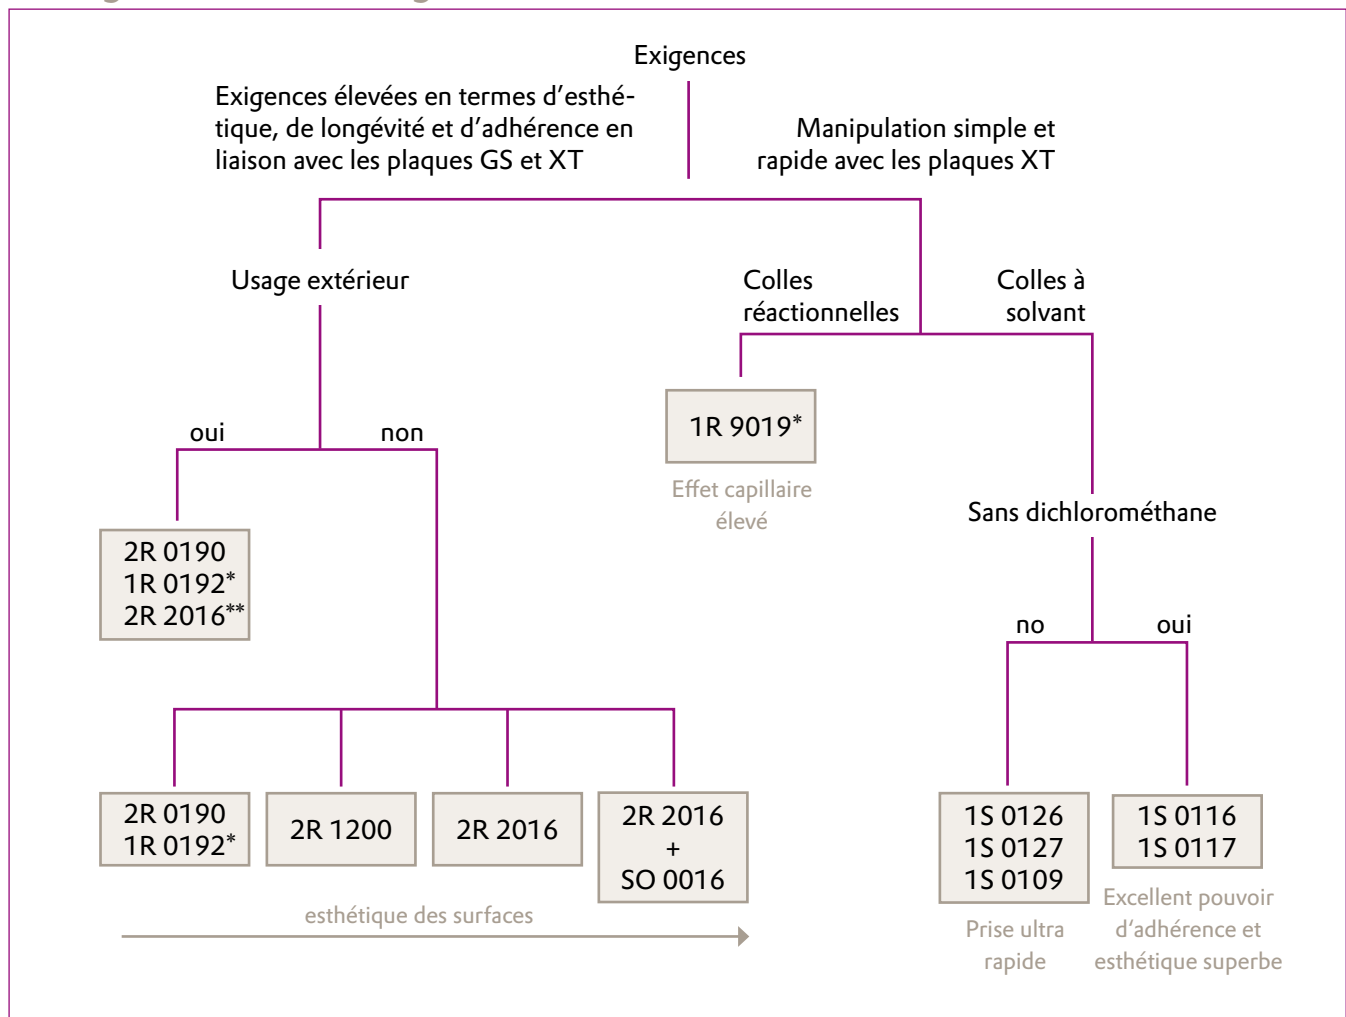 Exigences
Exigences élevées en termes d’esthé-
tique, de longévité et d’adhérence en
liaison avec les plaques GS et XT
Manipulation simple et
rapide avec les plaques XT
Usage extérieur
Colles
réactionnelles
Colles à
solvant
1R 9019*
Effet capillaire
élevé
oui
non
Sans dichlorométhane
2R 0190
1R 0192*
2R 2016**
no
oui
2R 0190
1R 0192*
2R 1200
2R 2016
2R 2016
+
SO 0016
esthétique des surfaces
1S 0126
1S 0127
1S 0109
Prise ultra
rapide
1S 0116
1S 0117
Excellent pouvoir
d’adhérence et
esthétique superbe